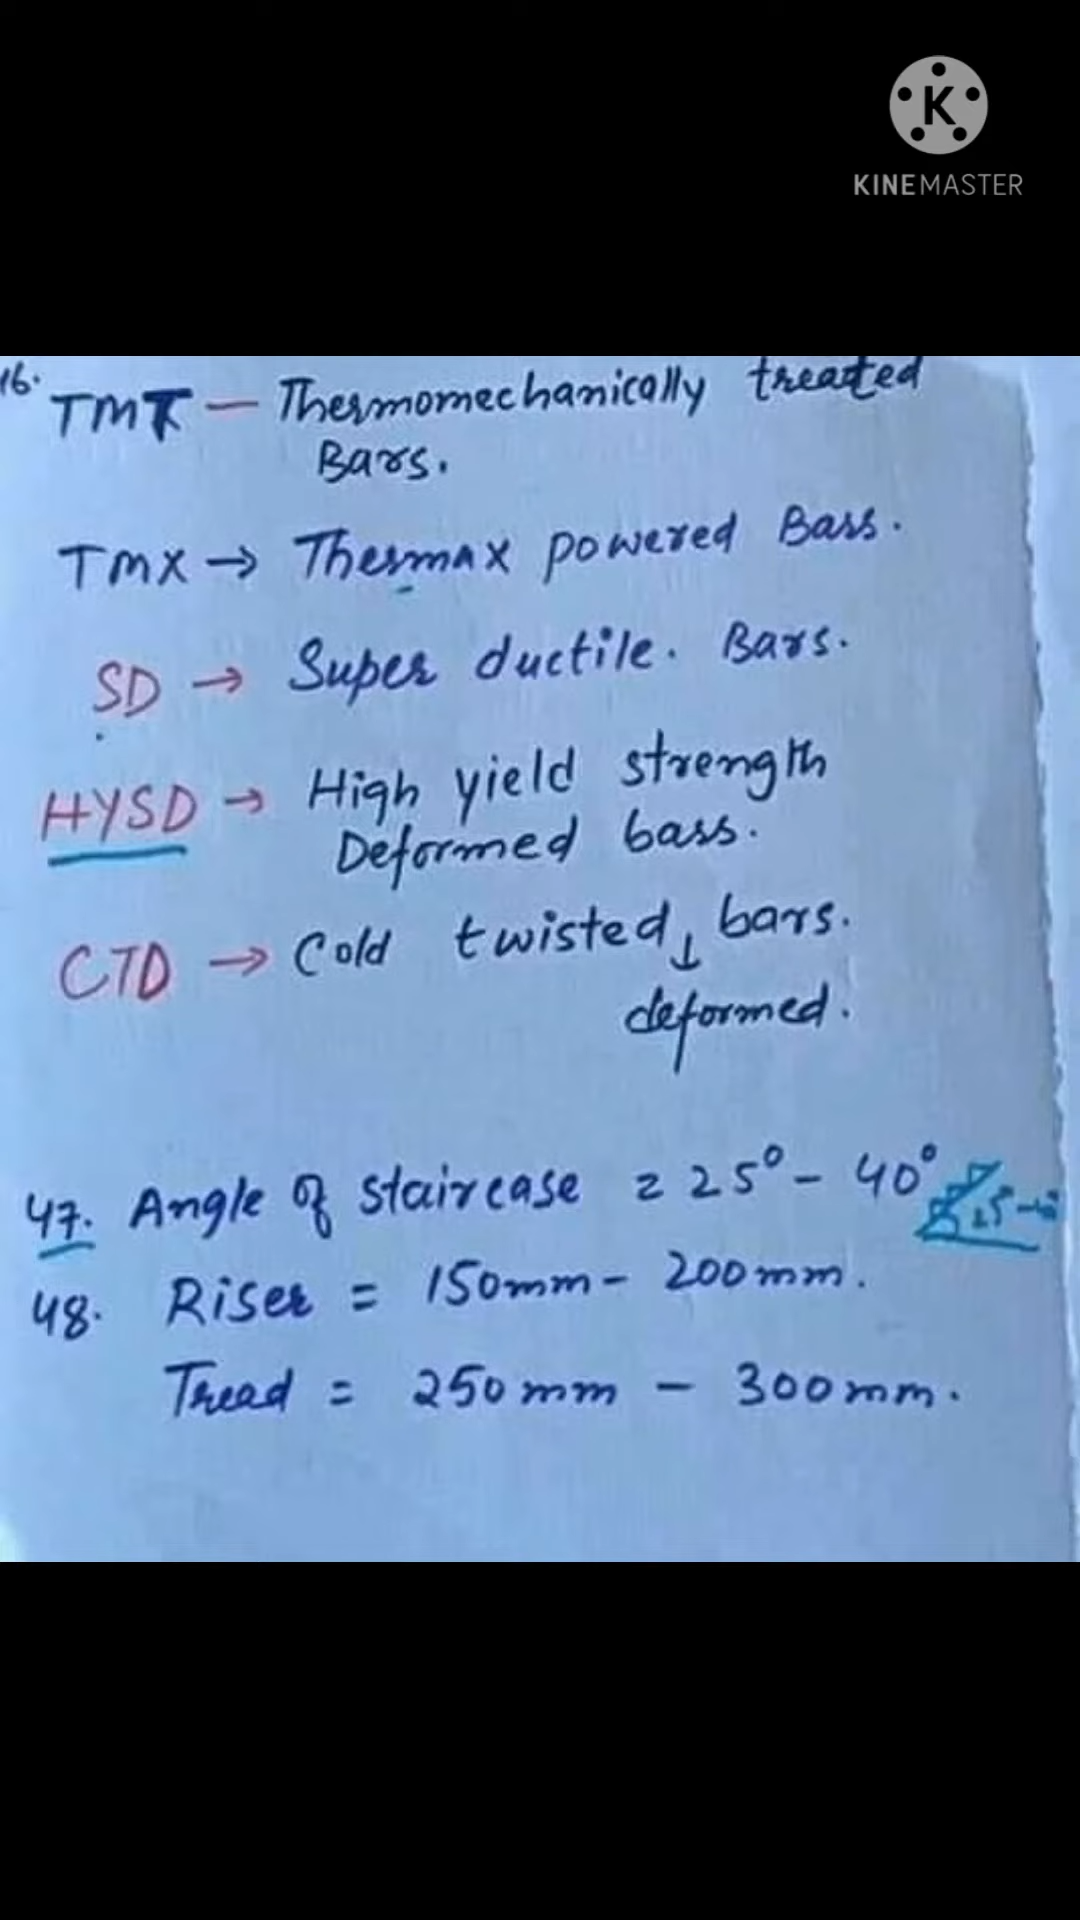 K
KINEMASTER
16.
TMT — Thermomechanically treated
Bars.
TMX → Thermax powered Bars.
SD → Super ductile. Bars.
HYSD → High yield strength
Deformed bars.
CTD → Cold twisted ↓ bars.
deformed.
47. Angle of staircase = 25° - 40°
48. Riser = 150mm - 200mm.
Tread = 250mm - 300mm.